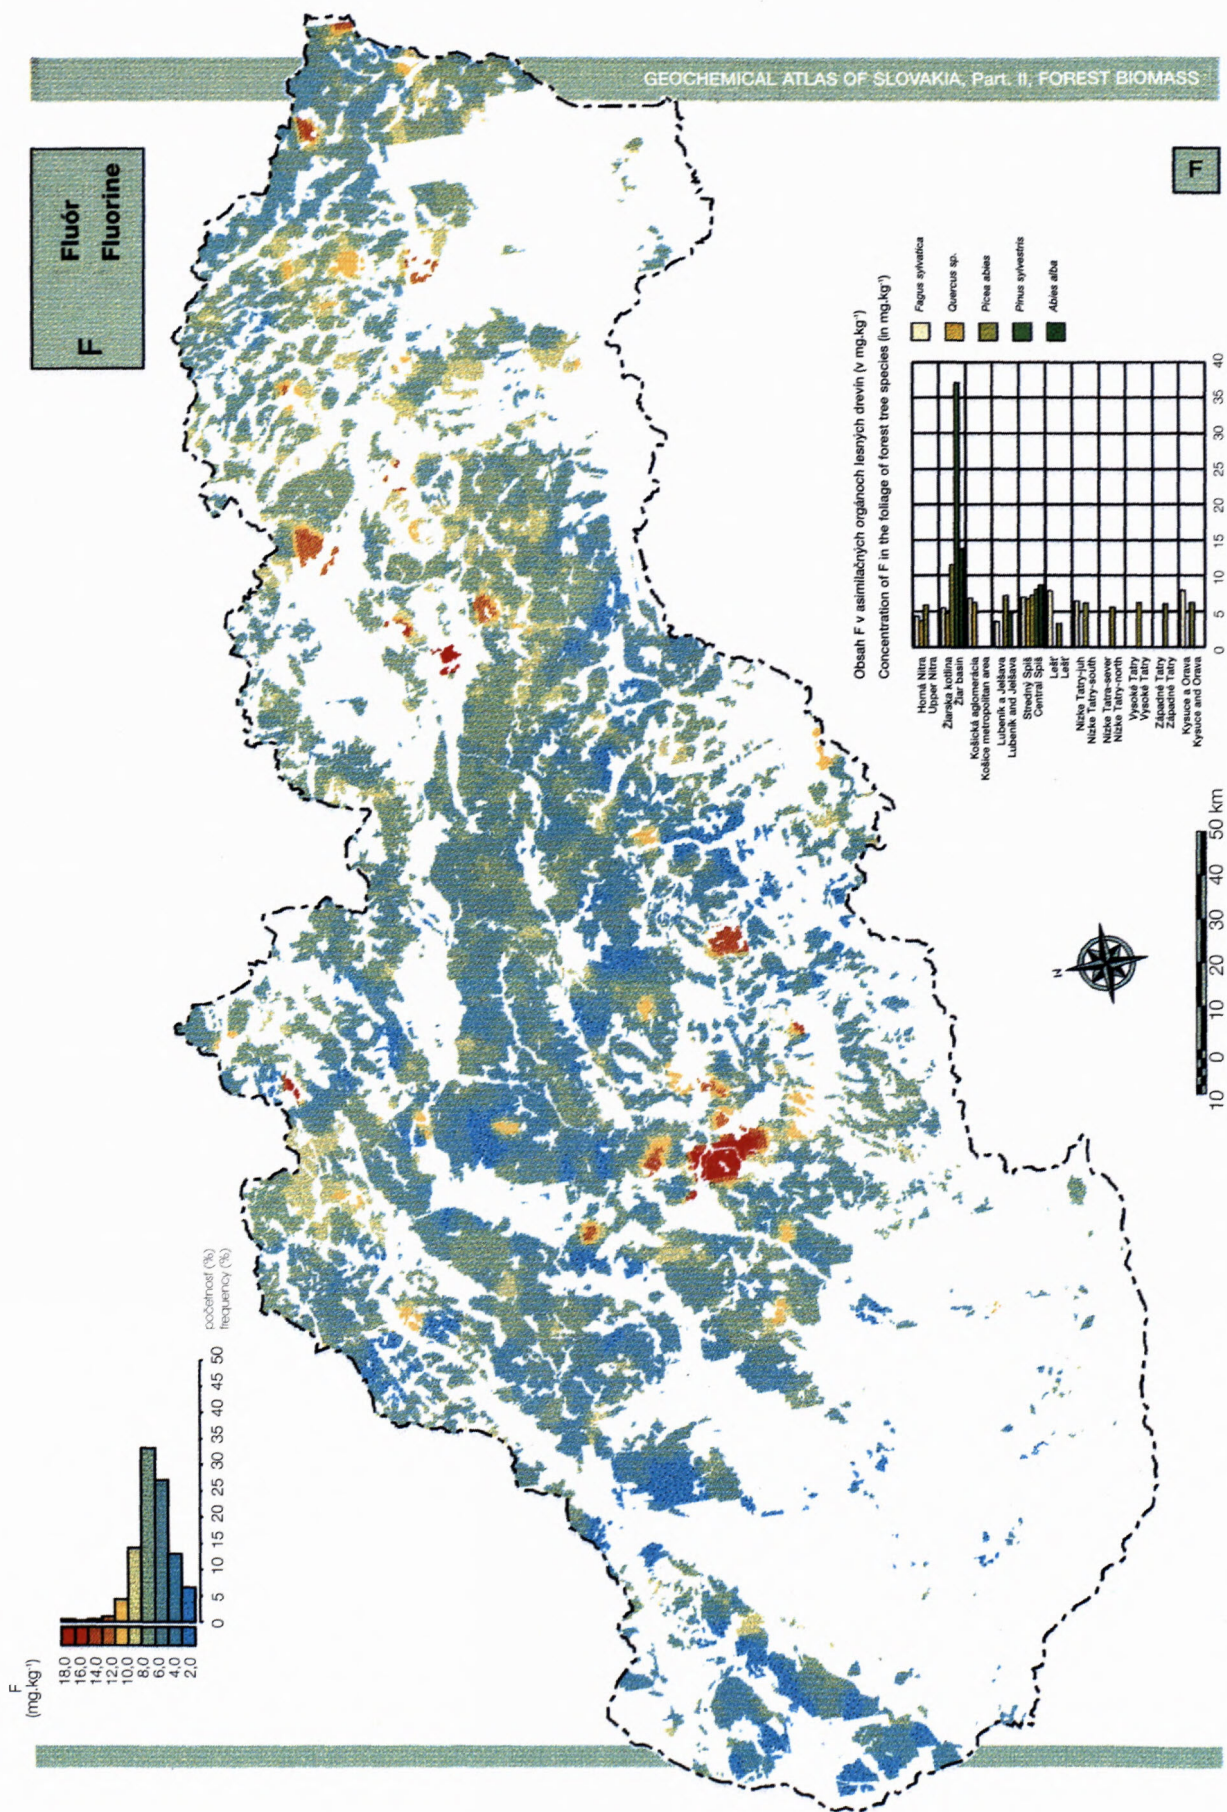 GEOCHEMICAL ATLAS OF SLOVAKIA, Part. II, FOREST BIOMASS
F
Fluór
Fluorine
F
F
(mg.kg⁻¹)
18,0
16,0
14,0
12,0
10,0
8,0
6,0
4,0
2,0
0 5 10 15 20 25 30 35 40 45 50
početnosť (%)
frequency (%)
N
10 0 10 20 30 40 50 km
Obsah F v asimilačných orgánoch lesných drevín (v mg.kg⁻¹)
Concentration of F in the foliage of forest tree species (in mg.kg⁻¹)
Horná Nitra
Upper Nitra
Žiarska kotlina
Žiar basin
Košická aglomerácia
Košice metropolitan area
Lubeník a Jelšava
Lubeník and Jelšava
Stredný Spiš
Central Spiš
Lešť
Lešť
Nízke Tatry-juh
Nízke Tatry-south
Nízke Tatra-sever
Nízke Tatry-north
Vysoké Tatry
Vysoké Tatry
Západné Tatry
Západné Tatry
Kysuce a Orava
Kysuce and Orava
0 5 10 15 20 25 30 35 40
Fagus sylvatica
Quercus sp.
Picea abies
Pinus sylvestris
Abies alba